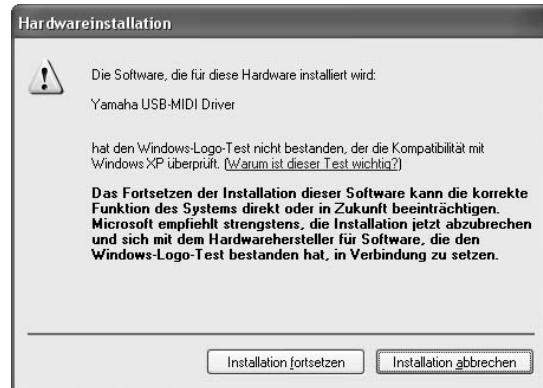 Hardwareinstallation
Die Software, die für diese Hardware installiert wird:
Yamaha USB-MIDI Driver
hat den Windows-Logo-Test nicht bestanden, der die Kompatibilität mit
Windows XP überprüft. (Warum ist dieser Test wichtig?)
Das Fortsetzen der Installation dieser Software kann die korrekte
Funktion des Systems direkt oder in Zukunft beeinträchtigen.
Microsoft empfiehlt strengstens, die Installation jetzt abzubrechen
und sich mit dem Hardwarehersteller für Software, die den
Windows-Logo-Test bestanden hat, in Verbindung zu setzen.
Installation fortsetzen
Installation abbrechen